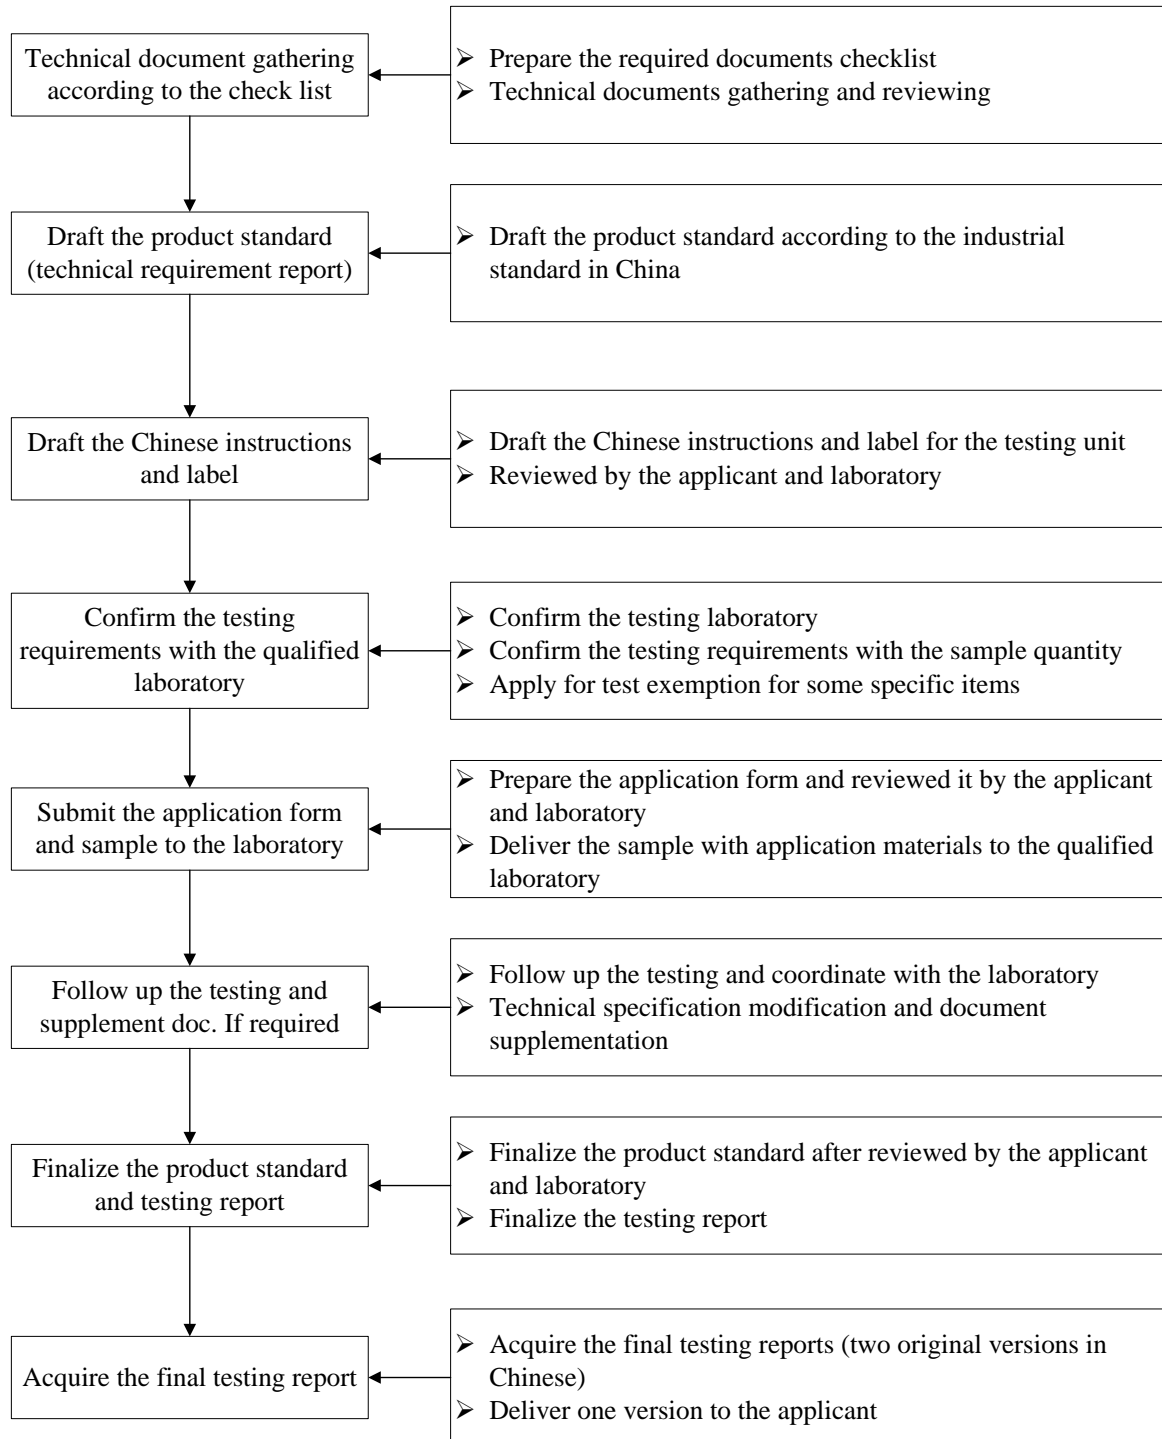 Technical document gathering
according to the check list
➢ Prepare the required documents checklist
➢ Technical documents gathering and reviewing
Draft the product standard
(technical requirement report)
➢ Draft the product standard according to the industrial
standard in China
Draft the Chinese instructions
and label
➢ Draft the Chinese instructions and label for the testing unit
➢ Reviewed by the applicant and laboratory
Confirm the testing
requirements with the qualified
laboratory
➢ Confirm the testing laboratory
➢ Confirm the testing requirements with the sample quantity
➢ Apply for test exemption for some specific items
Submit the application form
and sample to the laboratory
➢ Prepare the application form and reviewed it by the applicant
and laboratory
➢ Deliver the sample with application materials to the qualified
laboratory
Follow up the testing and
supplement doc. If required
➢ Follow up the testing and coordinate with the laboratory
➢ Technical specification modification and document
supplementation
Finalize the product standard
and testing report
➢ Finalize the product standard after reviewed by the applicant
and laboratory
➢ Finalize the testing report
Acquire the final testing report
➢ Acquire the final testing reports (two original versions in
Chinese)
➢ Deliver one version to the applicant